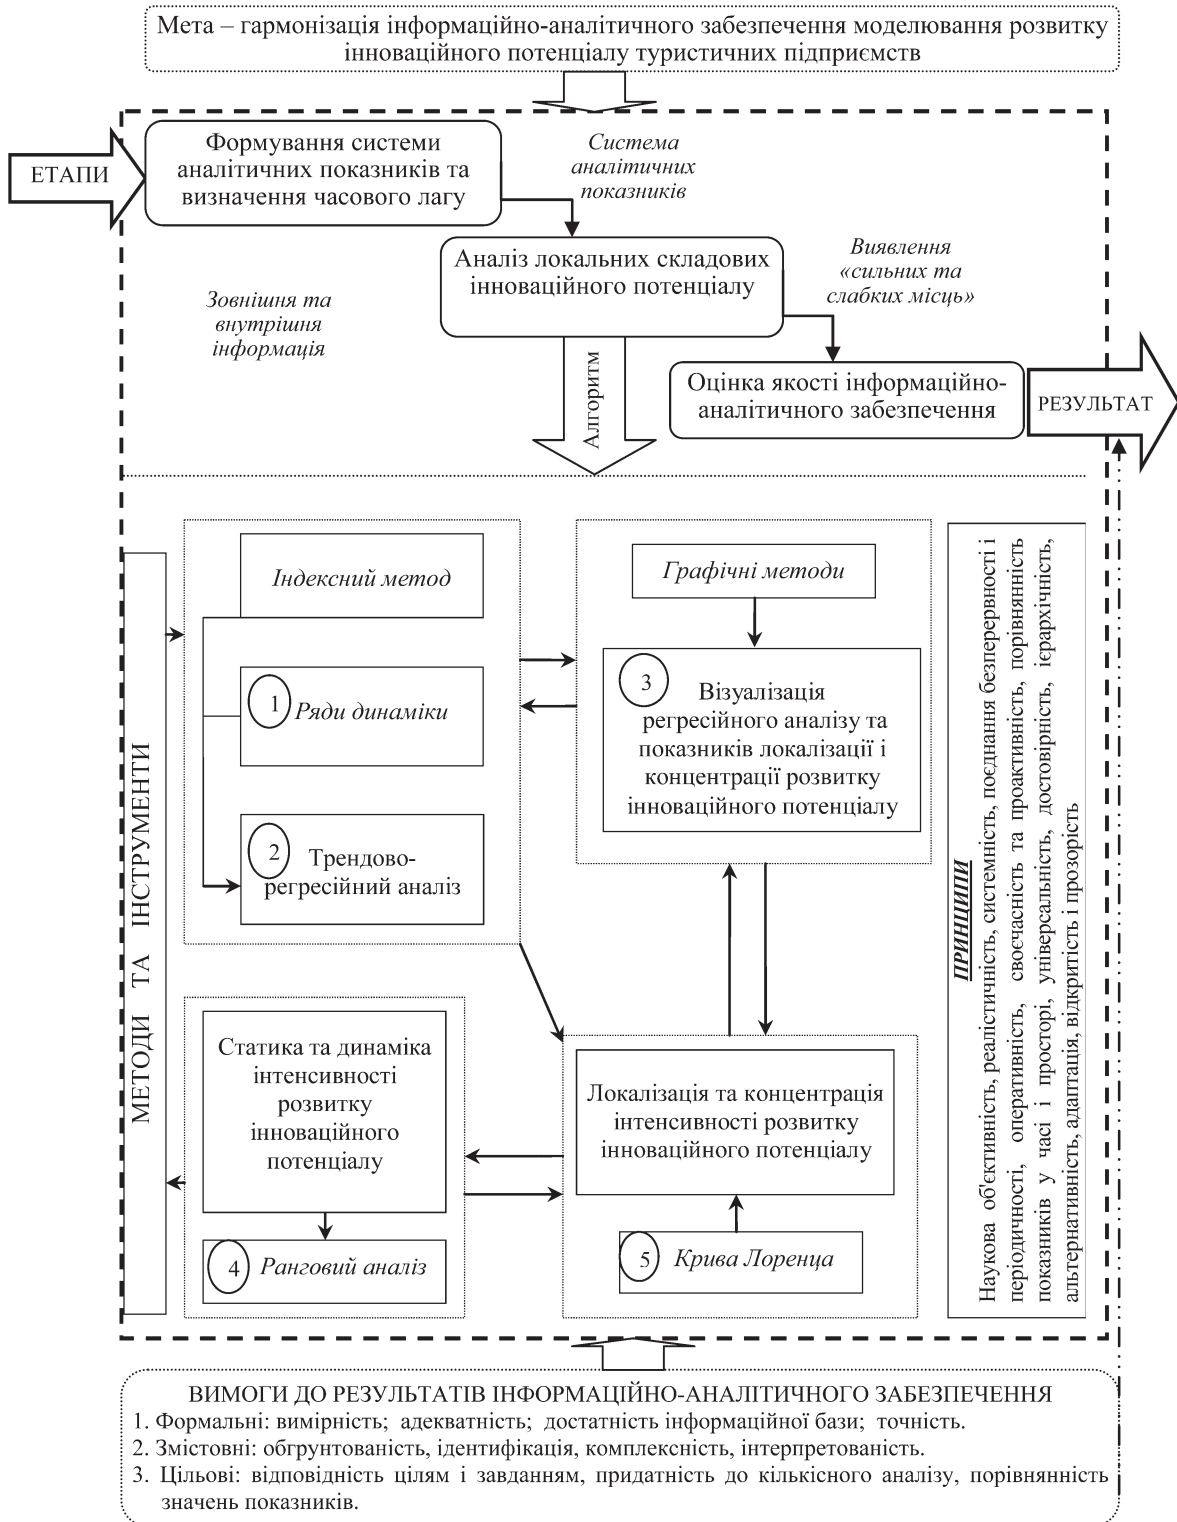 Мета – гармонізація інформаційно-аналітичного забезпечення моделювання розвитку
інноваційного потенціалу туристичних підприємств
ЕТАПИ
Формування системи
аналітичних показників та
визначення часового лагу
Система
аналітичних
показників
Аналіз локальних складових
інноваційного потенціалу
Виявлення
«сильних та
слабких місць»
Зовнішня та
внутрішня
інформація
Алгоритм
Оцінка якості інформаційно-
аналітичного забезпечення
РЕЗУЛЬТАТ
МЕТОДИ ТА ІНСТРУМЕНТИ
Індексний метод
1
Ряди динаміки
2
Трендово-
регресійний аналіз
Графічні методи
3
Візуалізація
регресійного аналізу та
показників локалізації і
концентрації розвитку
інноваційного потенціалу
Статика та динаміка
інтенсивності
розвитку
інноваційного
потенціалу
4
Ранговий аналіз
Локалізація та концентрація
інтенсивності розвитку
інноваційного потенціалу
5
Крива Лоренца
ПРИНЦИПИ
Наукова об'єктивність, реалістичність, системність, поєднання безперервності і
періодичності, оперативність, своєчасність та проактивність, порівнянність
показників у часі і просторі, універсальність, достовірність, ієрархічність,
альтернативність, адаптація, відкритість і прозорість
ВИМОГИ ДО РЕЗУЛЬТАТІВ ІНФОРМАЦІЙНО-АНАЛІТИЧНОГО ЗАБЕЗПЕЧЕННЯ
1. Формальні: вимірність; адекватність; достатність інформаційної бази; точність.
2. Змістовні: обгрунтованість, ідентифікація, комплексність, інтерпретованість.
3. Цільові: відповідність цілям і завданням, придатність до кількісного аналізу, порівнянність
значень показників.